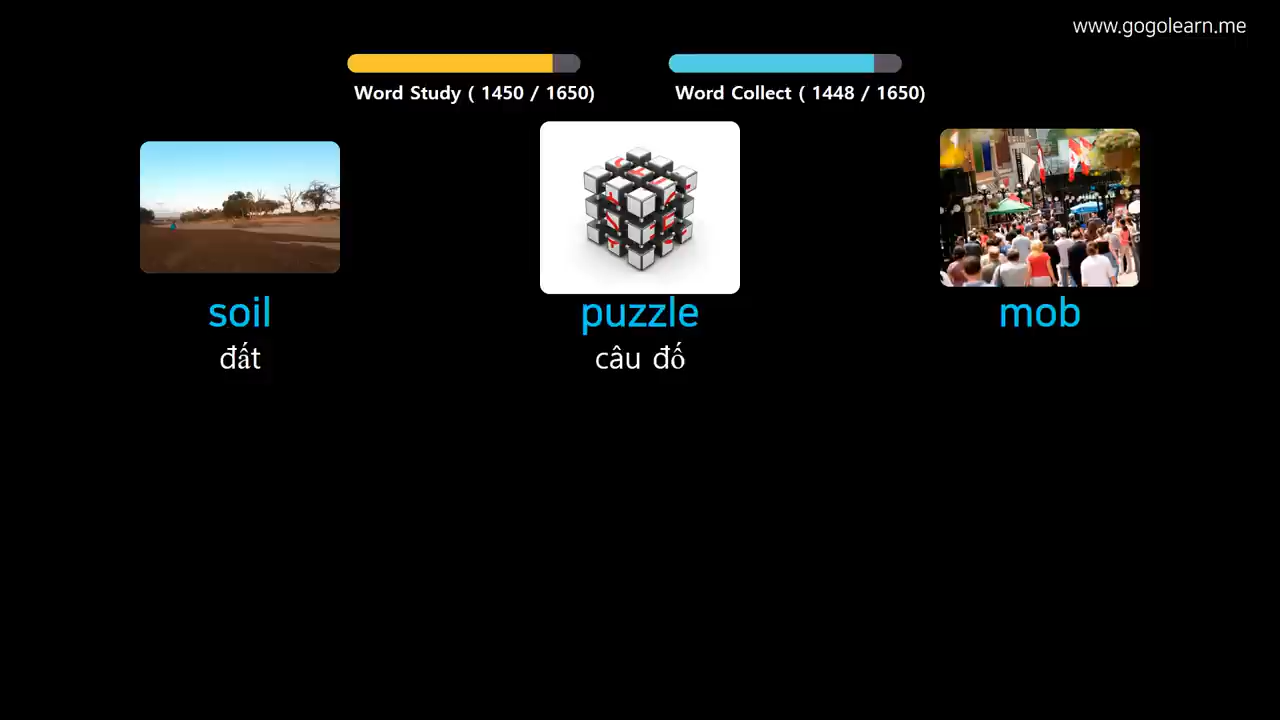 www.gogolearn.me
Word Study ( 1450 / 1650)
Word Collect ( 1448 / 1650)
soil
puzzle
mob
đất
câu đố